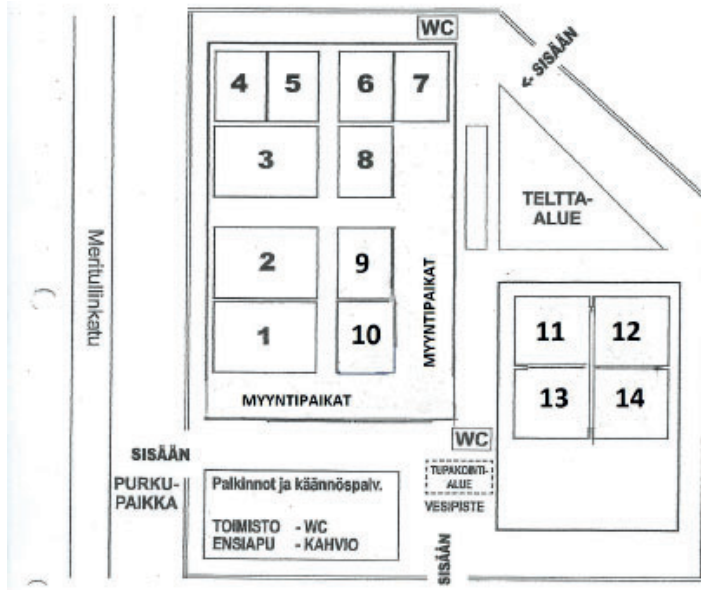 WC
← SISÄÄN
4 5 6 7
3 8
TELTTA-
ALUE
Meritullinkatu
2 9
MYYNTIPAIKAT
1 10
11 12
13 14
MYYNTIPAIKAT
WC
SISÄÄN
PURKU-
PAIKKA
Palkinnot ja käännöspalv.
TOIMISTO - WC
ENSIAPU - KAHVIO
TUPAKOINTI-
ALUE
VESIPISTE
SISÄÄN